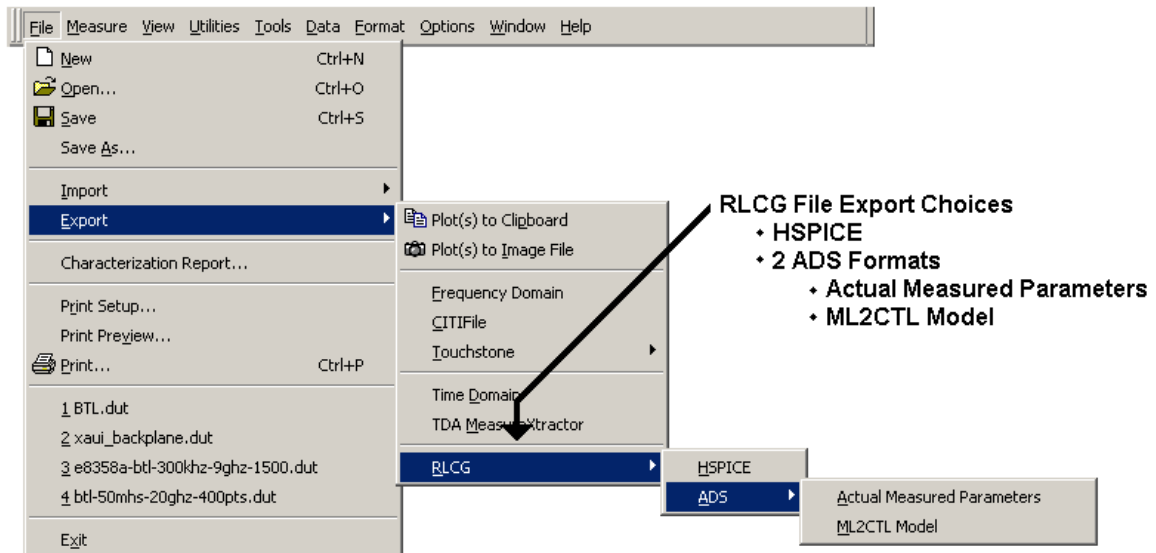 File Measure View Utilities Tools Data Format Options Window Help
New Ctrl+N
Open... Ctrl+O
Save Ctrl+S
Save As...
Import
Export
Characterization Report...
Print Setup...
Print Preview...
Print... Ctrl+P
1 BTL.dut
2 xaui_backplane.dut
3 e8358a-btl-300khz-9ghz-1500.dut
4 btl-50mhs-20ghz-400pts.dut
Exit
Plot(s) to Clipboard
Plot(s) to Image File
Frequency Domain
CITIFile
Touchstone
Time Domain
TDA MeasureXtractor
RLCG
HSPICE
ADS
Actual Measured Parameters
ML2CTL Model
RLCG File Export Choices
• HSPICE
• 2 ADS Formats
• Actual Measured Parameters
• ML2CTL Model